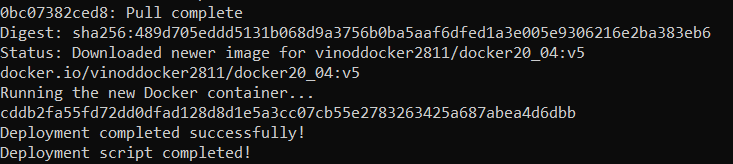 0bc07382ced8: Pull complete
Digest: sha256:489d705eddd5131b068d9a3756b0ba5aaf6dfed1a3e005e9306216e2ba383eb6
Status: Downloaded newer image for vinoddocker2811/docker20_04:v5
docker.io/vinoddocker2811/docker20_04:v5
Running the new Docker container...
cddb2fa55fd72dd0dfad128d8d1e5a3cc07cb55e2783263425a687abea4d6dbb
Deployment completed successfully!
Deployment script completed!